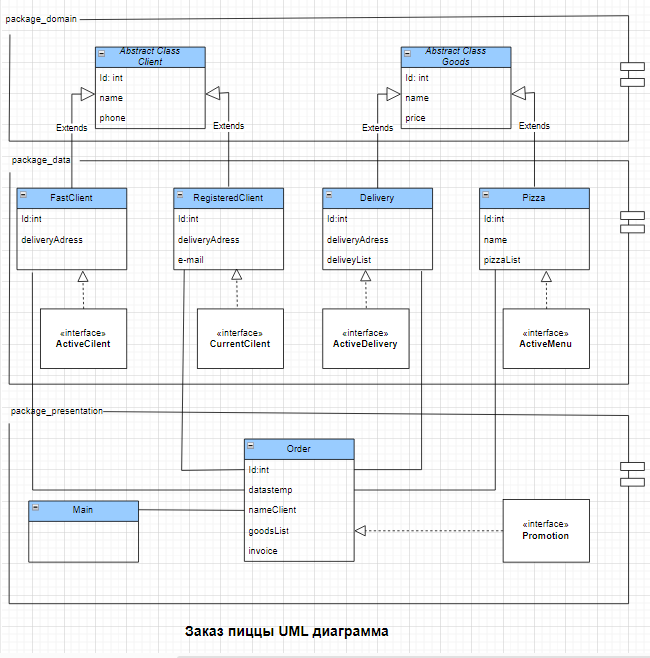 package_domain
Abstract Class
Client
Id: int
name
phone
Abstract Class
Goods
Id: int
name
price
Extends
Extends
Extends
Extends
package_data
FastClient
Id:int
deliveryAdress
RegisteredClient
Id:int
deliveryAdress
e-mail
Delivery
Id:int
deliveryAdress
deliveyList
Pizza
Id:int
name
pizzaList
«interface»
ActiveCilent
«interface»
CurrentCilent
«interface»
ActiveDelivery
«interface»
ActiveMenu
package_presentation
Order
Id:int
datastemp
nameClient
goodsList
invoice
Main
«interface»
Promotion
Заказ пиццы UML диаграмма